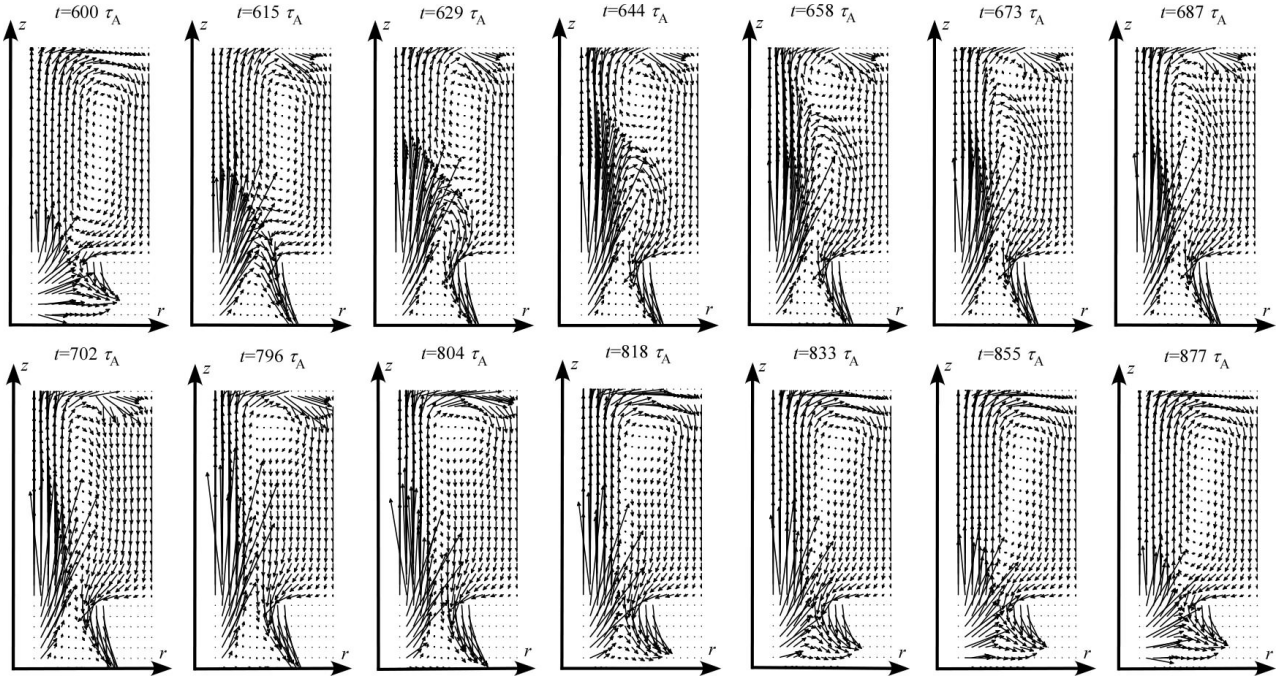 t=600 τA t=615 τA t=629 τA t=644 τA t=658 τA t=673 τA t=687 τA
z z z z z z z
r r r r r r r
t=702 τA t=796 τA t=804 τA t=818 τA t=833 τA t=855 τA t=877 τA
z z z z z z z
r r r r r r r